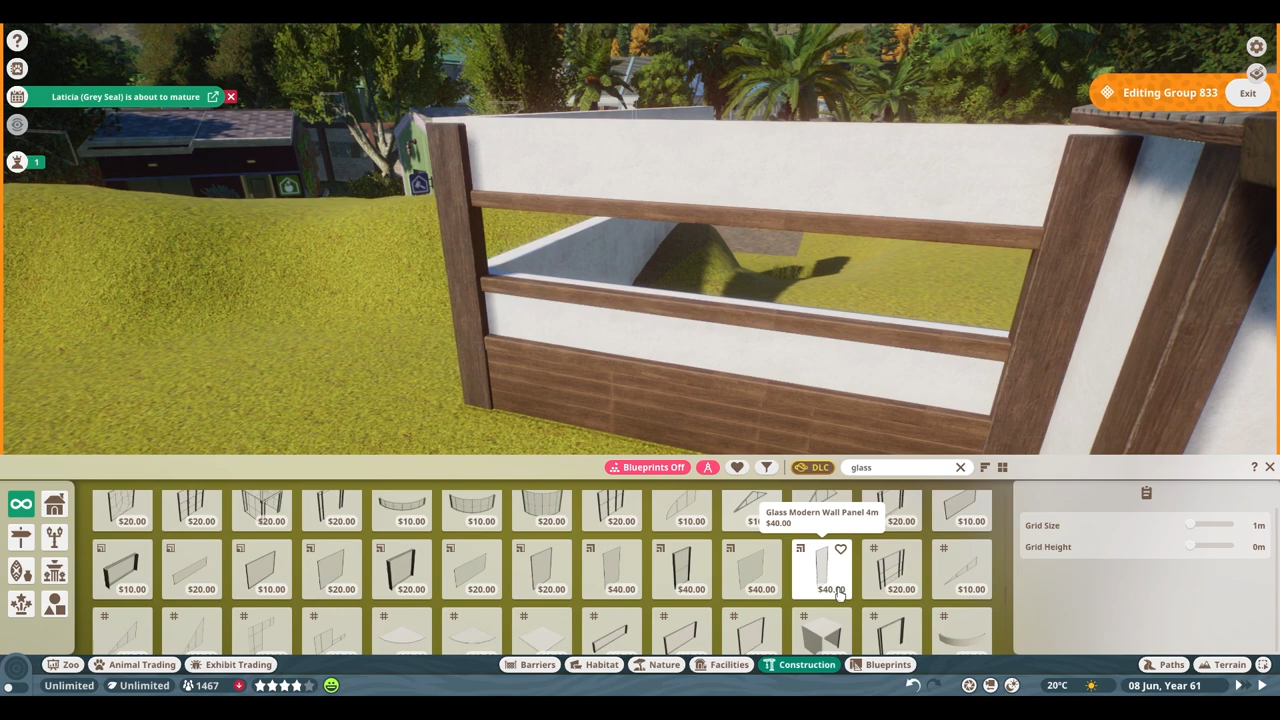 ?
Laticia (Grey Seal) is about to mature
Editing Group 833
Exit
1
Blueprints Off
DLC
glass
?
$20.00
$20.00
$20.00
$20.00
$10.00
$10.00
$20.00
$20.00
$10.00
$20.00
$10.00
Glass Modern Wall Panel 4m
$40.00
Grid Size
1m
Grid Height
0m
$10.00
$20.00
$10.00
$20.00
$20.00
$20.00
$20.00
$40.00
$40.00
$40.00
$40.00
$20.00
$10.00
Zoo
Animal Trading
Exhibit Trading
Barriers
Habitat
Nature
Facilities
Construction
Blueprints
Paths
Terrain
Unlimited
Unlimited
1467
20°C
08 Jun, Year 61